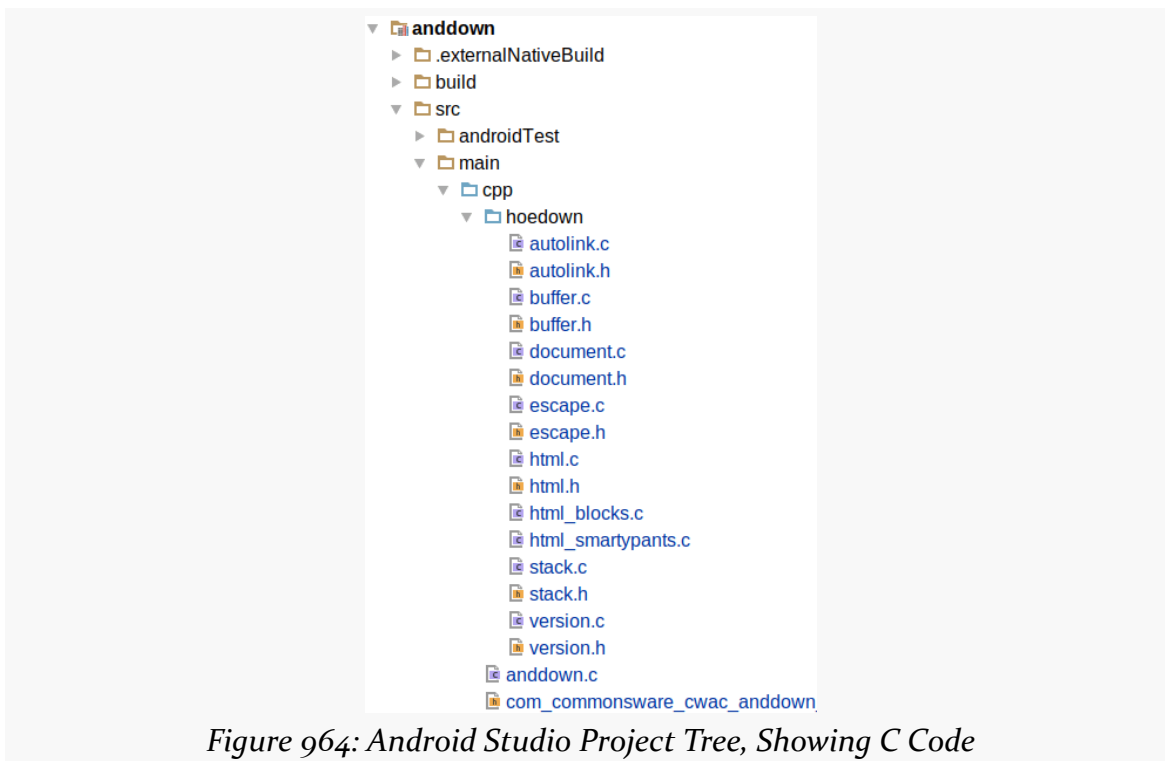 anddown
.externalNativeBuild
build
src
androidTest
main
cpp
hoedown
autolink.c
autolink.h
buffer.c
buffer.h
document.c
document.h
escape.c
escape.h
html.c
html.h
html_blocks.c
html_smartypants.c
stack.c
stack.h
version.c
version.h
anddown.c
com_commonsware_cwac_anddown_
Figure 964: Android Studio Project Tree, Showing C Code